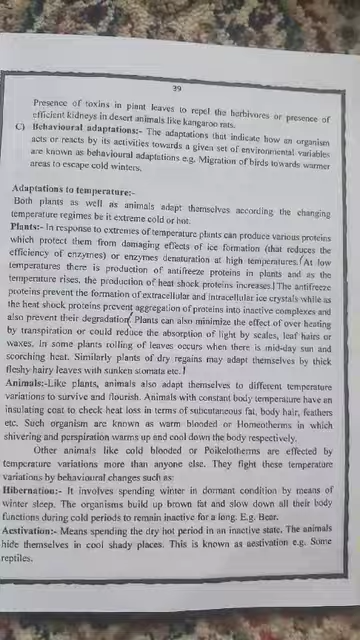 39
Presence of toxins in plant leaves to repel the herbivores or presence of
efficient kidneys in desert animals like kangaroo rats.
C) Behavioural adaptations:- The adaptations that indicate how an organism
acts or reacts by its activities towards a given set of environmental variables
are known as behavioural adaptations e.g. Migration of birds towards warmer
areas to escape cold winters.
Adaptations to temperature:-
Both plants as well as animals adapt themselves according the changing
temperature regimes be it extreme cold or hot.
Plants:- In response to extremes of temperature plants can produce various proteins
which protect them from damaging effects of ice formation (that reduces the
efficiency of enzymes) or enzymes denaturation at high temperatures. (At low
temperatures there is production of antifreeze proteins in plants and as the
temperature rises, the production of heat shock proteins increases.] The antifreeze
proteins prevent the formation of extracellular and intracellular ice crystals while as
the heat shock proteins prevent aggregation of proteins into inactive complexes and
also prevent their degradation. Plants can also minimize the effect of over heating
by transpiration or could reduce the absorption of light by scales, leaf hairs or
waxes. In some plants rolling of leaves occurs when there is mid-day sun and
scorching heat. Similarly plants of dry regains may adapt themselves by thick
fleshy hairy leaves with sunken stomata etc.]
Animals:-Like plants, animals also adapt themselves to different temperature
variations to survive and flourish. Animals with constant body temperature have an
insulating coat to check heat loss in terms of subcutaneous fat, body hair, feathers
etc. Such organism are known as warm blooded or Homeotherms in which
shivering and perspiration warms up and cool down the body respectively.
Other animals like cold blooded or Poikelotherms are effected by
temperature variations more than anyone else. They fight these temperature
variations by behavioural changes such as:
Hibernation:- It involves spending winter in dormant condition by means of
winter sleep. The organisms build up brown fat and slow down all their body
functions during cold periods to remain inactive for a long. E.g. Bear.
Aestivation:- Means spending the dry hot period in an inactive state. The animals
hide themselves in cool shady places. This is known as aestivation e.g. Some
reptiles.